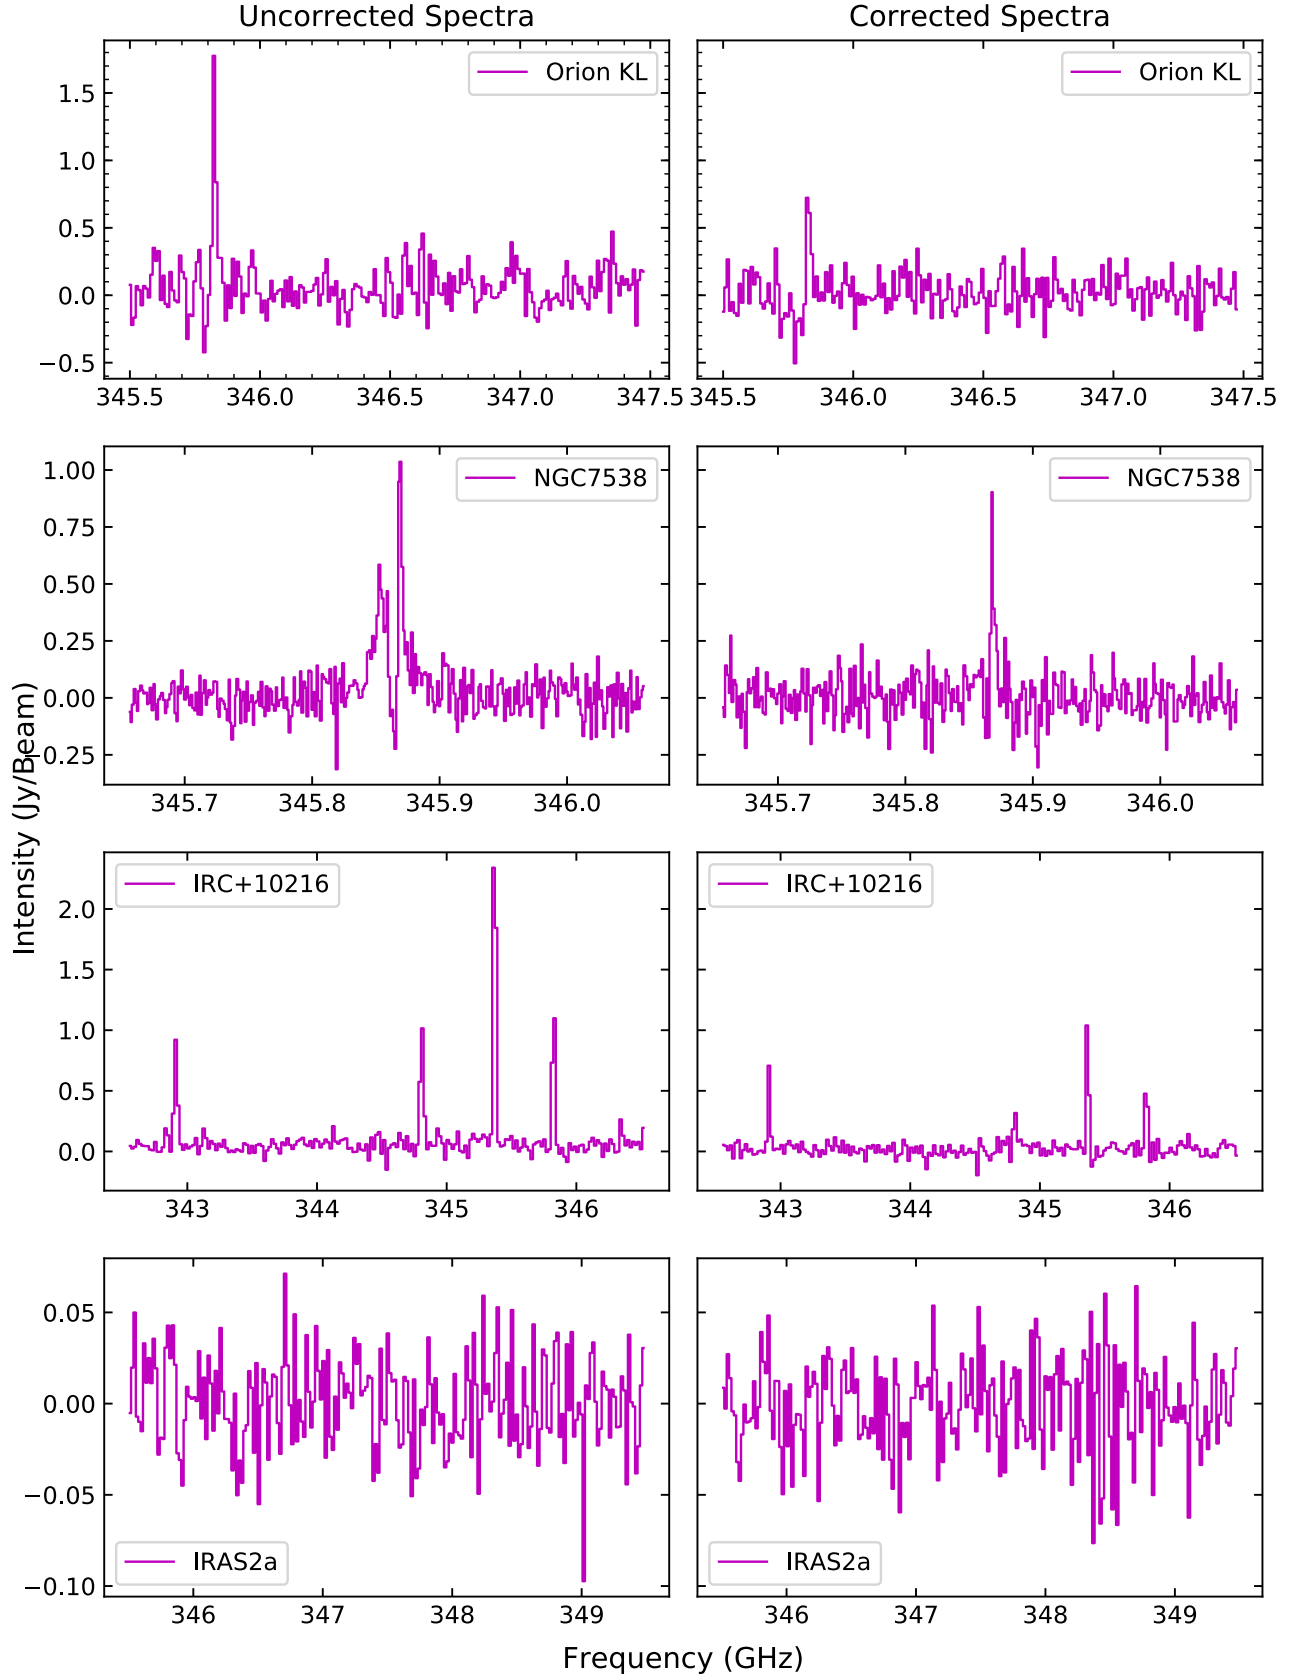 Uncorrected Spectra Corrected Spectra
Orion KL Orion KL
1.5
1.0
0.5
0.0
−0.5
345.5 346.0 346.5 347.0 347.5 345.5 346.0 346.5 347.0 347.5
NGC7538 NGC7538
1.00
0.75
0.50
0.25
0.00
−0.25
345.7 345.8 345.9 346.0 345.7 345.8 345.9 346.0
Intensity (Jy/Beam)
IRC+10216 IRC+10216
2.0
1.5
1.0
0.5
0.0
343 344 345 346 343 344 345 346
0.05
0.00
−0.05
−0.10
IRAS2a IRAS2a
346 347 348 349 346 347 348 349
Frequency (GHz)